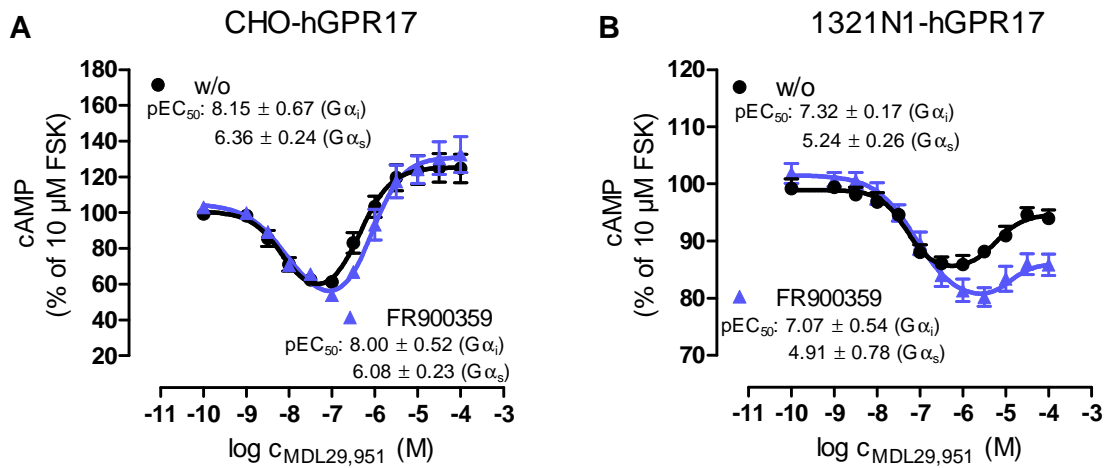 A
CHO-hGPR17
cAMP
(% of 10 µM FSK)
180
160
140
120
100
80
60
40
20
w/o
pEC50: 8.15 ± 0.67 (Gαi)
6.36 ± 0.24 (Gαs)
FR900359
pEC50: 8.00 ± 0.52 (Gαi)
6.08 ± 0.23 (Gαs)
-11 -10 -9 -8 -7 -6 -5 -4 -3
log cMDL29,951 (M)
B
1321N1-hGPR17
cAMP
(% of 10 µM FSK)
120
110
100
90
80
70
w/o
pEC50: 7.32 ± 0.17 (Gαi)
5.24 ± 0.26 (Gαs)
FR900359
pEC50: 7.07 ± 0.54 (Gαi)
4.91 ± 0.78 (Gαs)
-11 -10 -9 -8 -7 -6 -5 -4 -3
log cMDL29,951 (M)